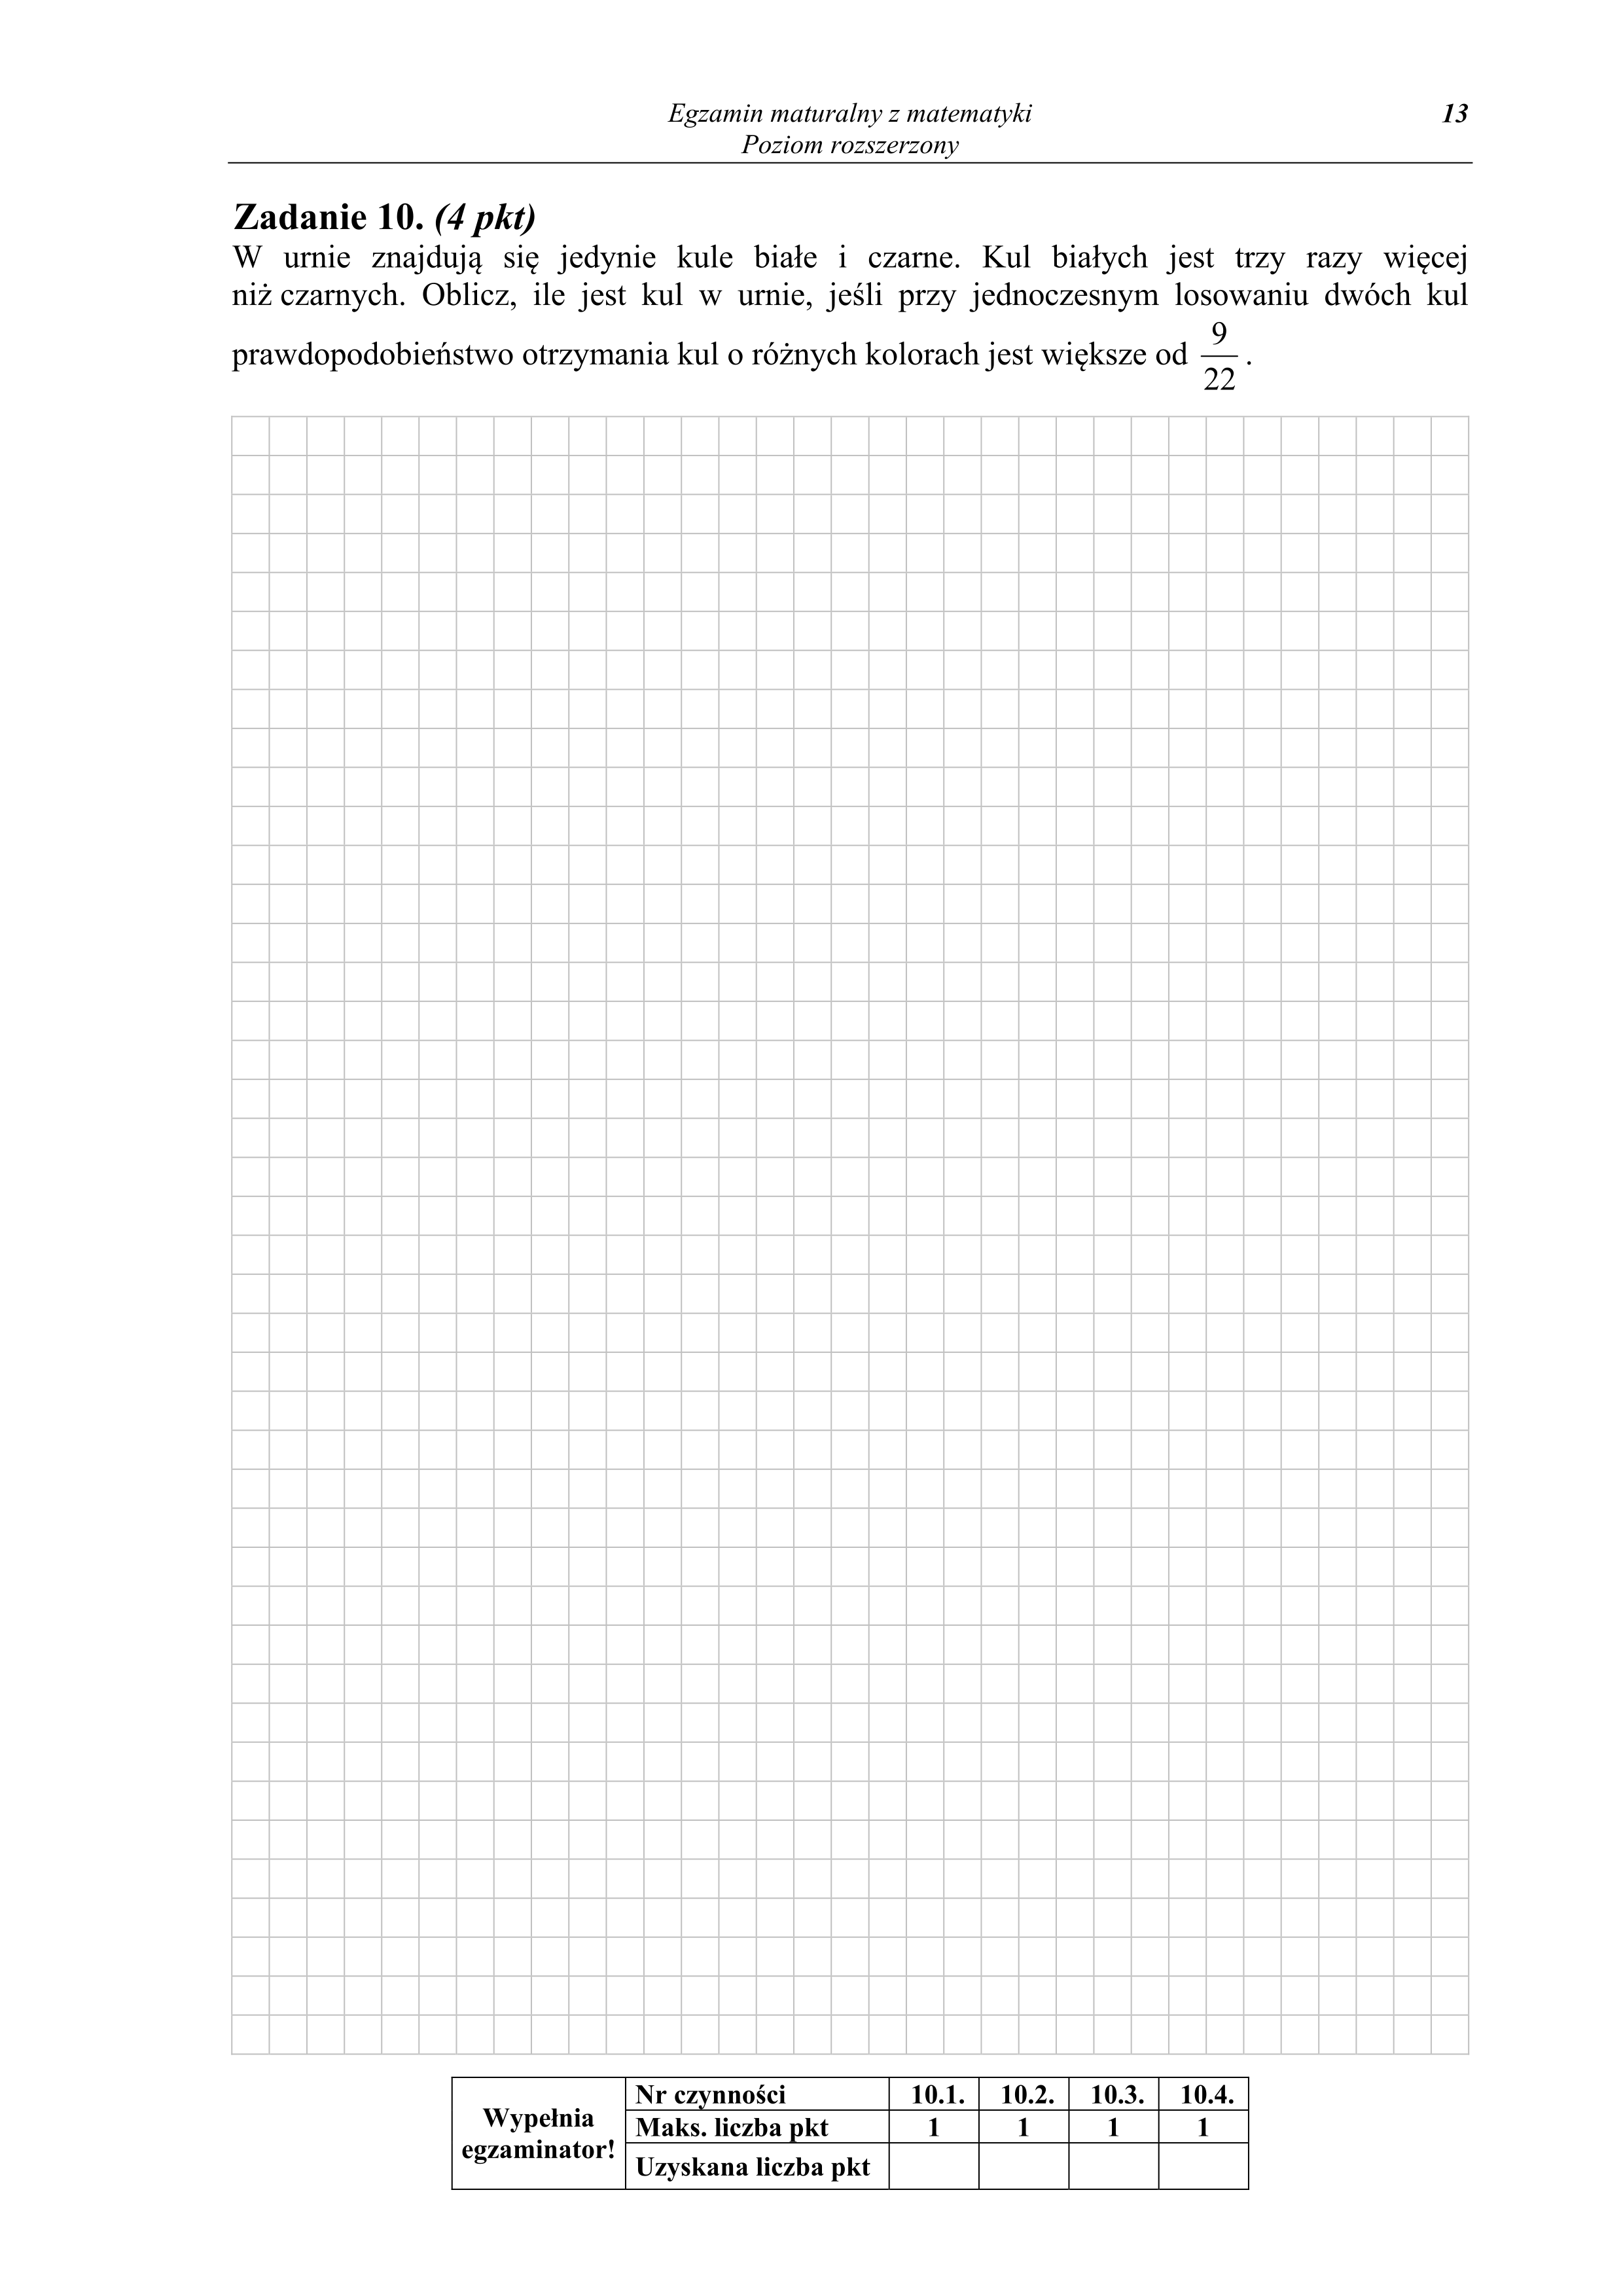 Egzamin maturalny z matematyki 13
Poziom rozszerzony
Zadanie 10. (4 pkt)
W urnie znajdują się jedynie kule białe i czarne. Kul białych jest trzy razy więcej
niż czarnych. Oblicz, ile jest kul w urnie, jeśli przy jednoczesnym losowaniu dwóch kul
prawdopodobieństwo otrzymania kul o różnych kolorach jest większe od 9/22 .
Wypełnia egzaminator!
Nr czynności 10.1. 10.2. 10.3. 10.4.
Maks. liczba pkt 1 1 1 1
Uzyskana liczba pkt